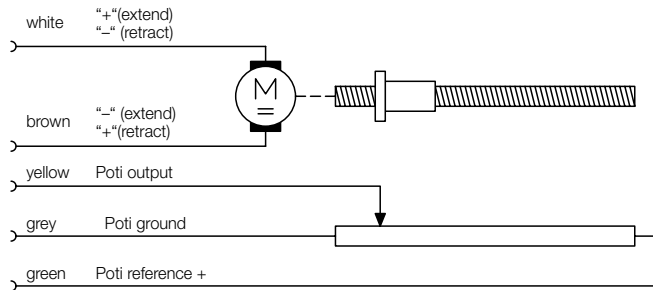 white "+"(extend)
"–" (retract)
M
brown "–" (extend)
"+"(retract)
yellow Poti output
grey Poti ground
green Poti reference +